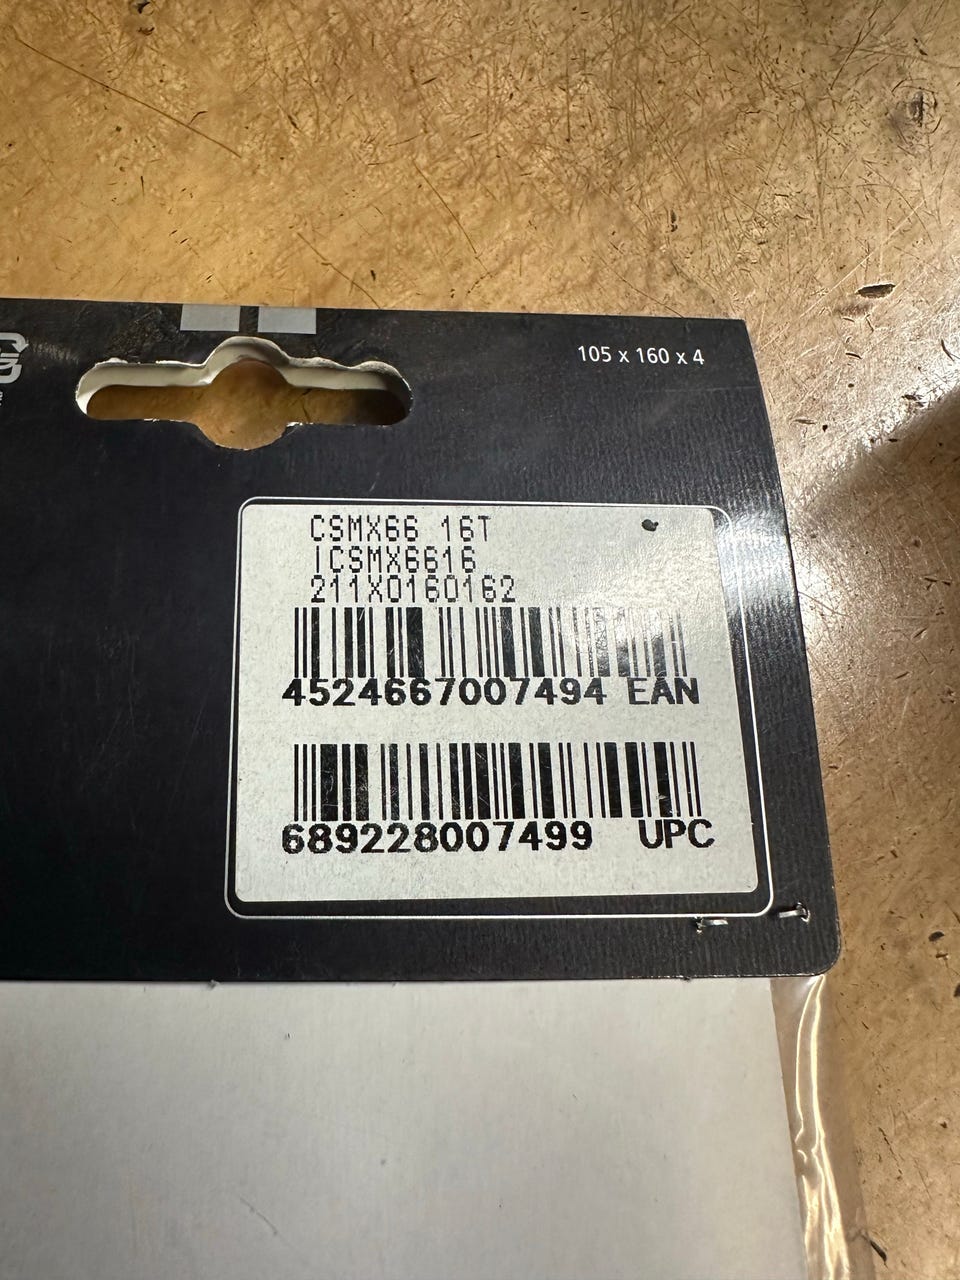 105 x 160 x 4
CSMX66 16T
ICSMX6616
211X0160162
4524667007494 EAN
689228007499 UPC